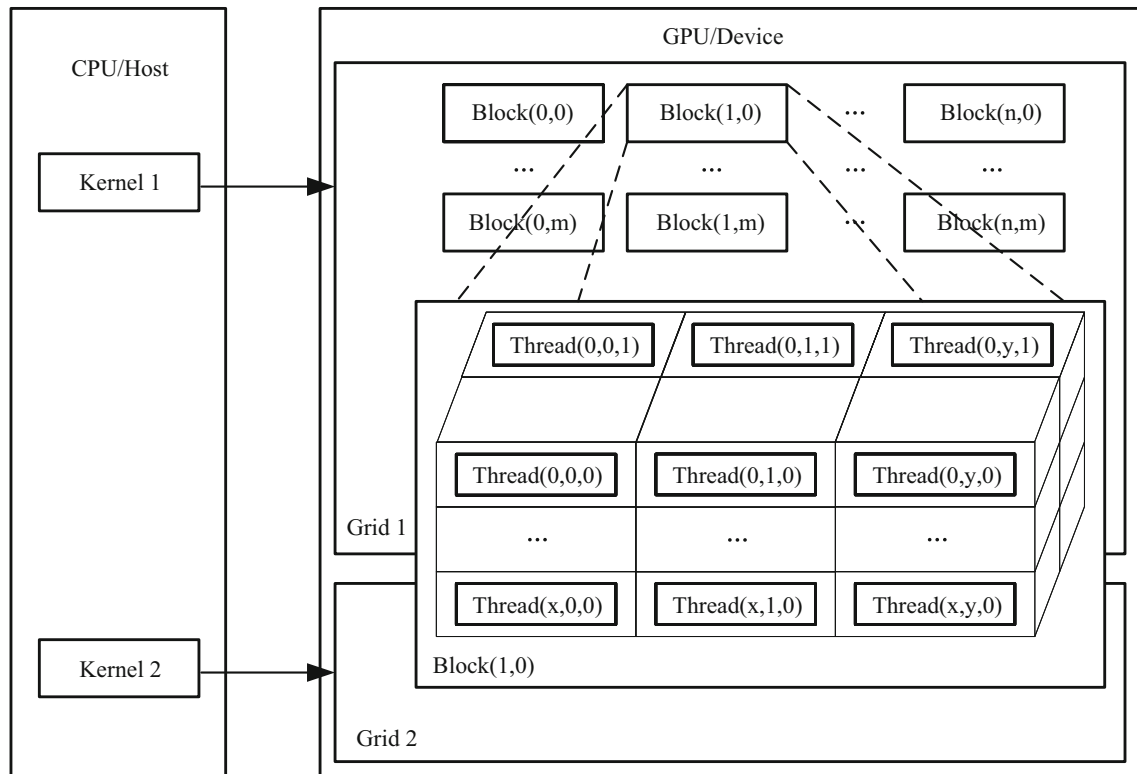 GPU/Device
CPU/Host
Block(0,0) Block(1,0) ... Block(n,0)
Kernel 1
... ... ... ...
Block(0,m) Block(1,m) ... Block(n,m)
Thread(0,0,1) Thread(0,1,1) Thread(0,y,1)
Thread(0,0,0) Thread(0,1,0) Thread(0,y,0)
Grid 1
... ... ...
Thread(x,0,0) Thread(x,1,0) Thread(x,y,0)
Block(1,0)
Kernel 2
Grid 2